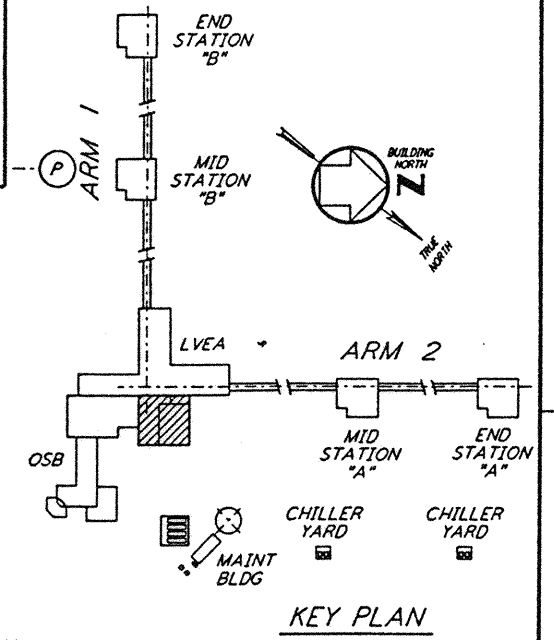 END
STATION
"B"
ARM 1
P
MID
STATION
"B"
BUILDING
NORTH
N
TRUE
NORTH
LVEA
ARM 2
MID
STATION
"A"
END
STATION
"A"
OSB
CHILLER
YARD
CHILLER
YARD
MAINT
BLDG
KEY PLAN